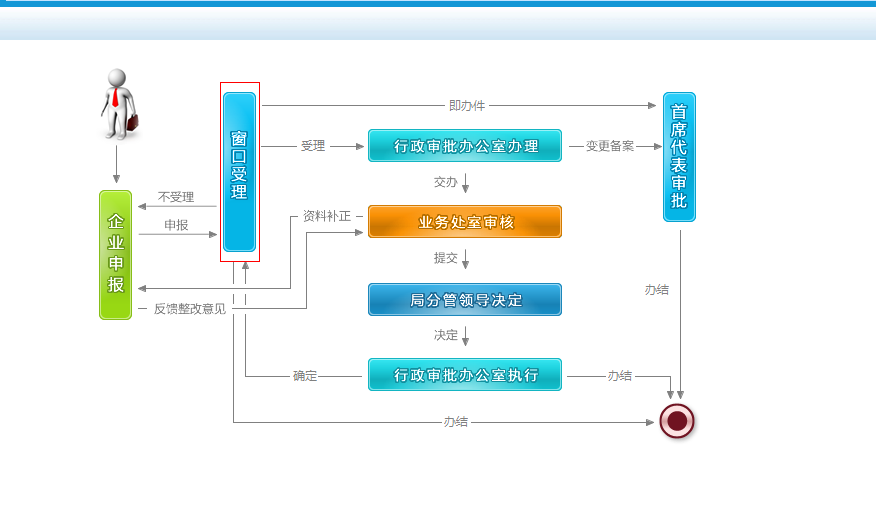 即办件
窗口受理
首席代表审批
受理
行政审批办公室办理
变更备案
交办
不受理
企业申报
资料补正
业务处室审核
申报
提交
办结
局分管领导决定
反馈整改意见
决定
确定
行政审批办公室执行
办结
办结